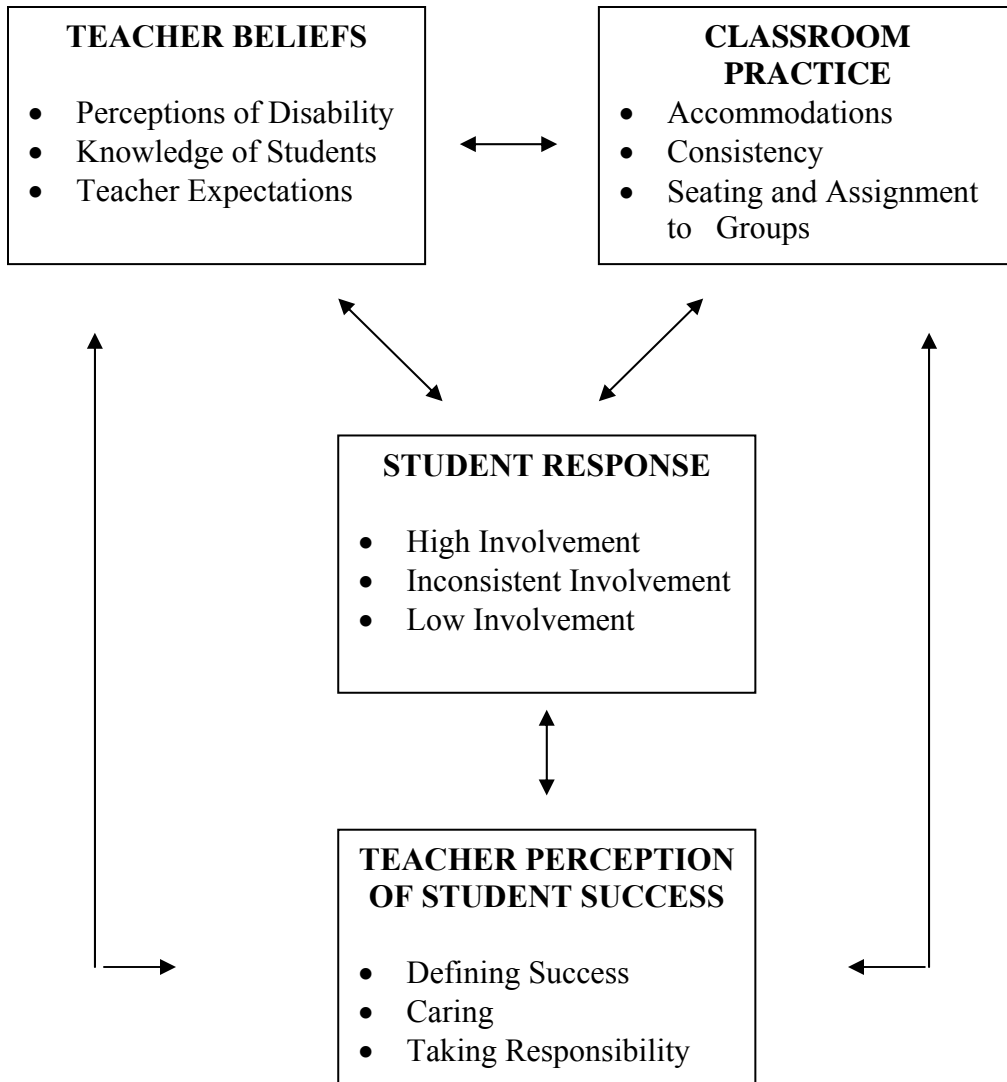 TEACHER BELIEFS
• Perceptions of Disability
• Knowledge of Students
• Teacher Expectations
CLASSROOM
PRACTICE
• Accommodations
• Consistency
• Seating and Assignment
to Groups
STUDENT RESPONSE
• High Involvement
• Inconsistent Involvement
• Low Involvement
TEACHER PERCEPTION
OF STUDENT SUCCESS
• Defining Success
• Caring
• Taking Responsibility